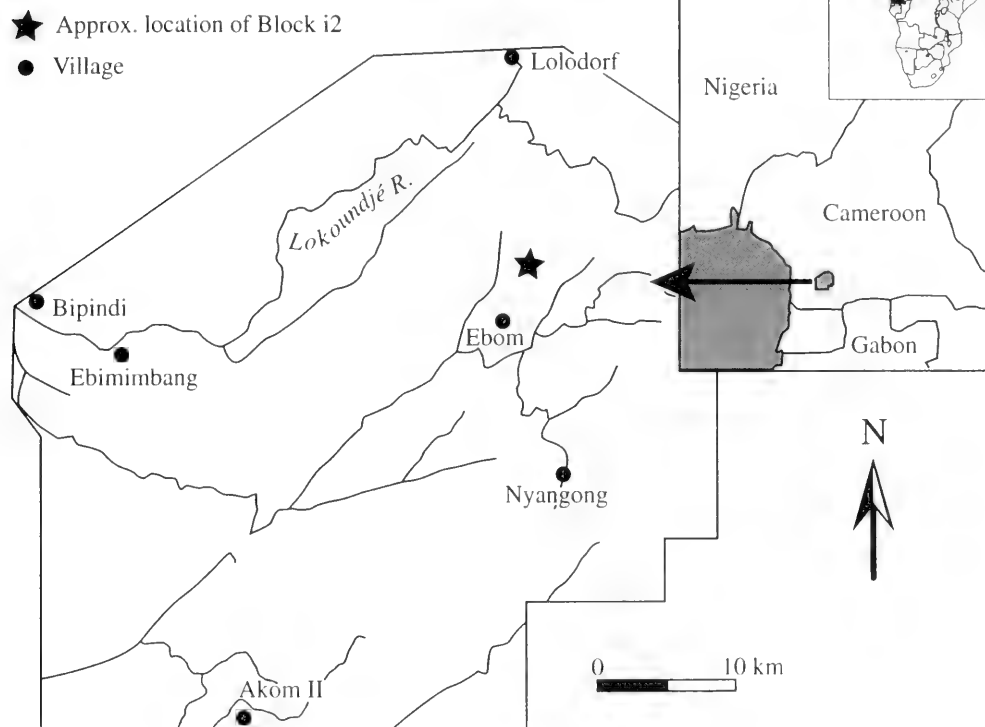 Approx. location of Block i2
Village
Lolodorf
Nigeria
Lokoundjé R.
Cameroon
Bipindi
Ebom
Gabon
Ebimimbang
N
Nyangong
0 10 km
Akom II